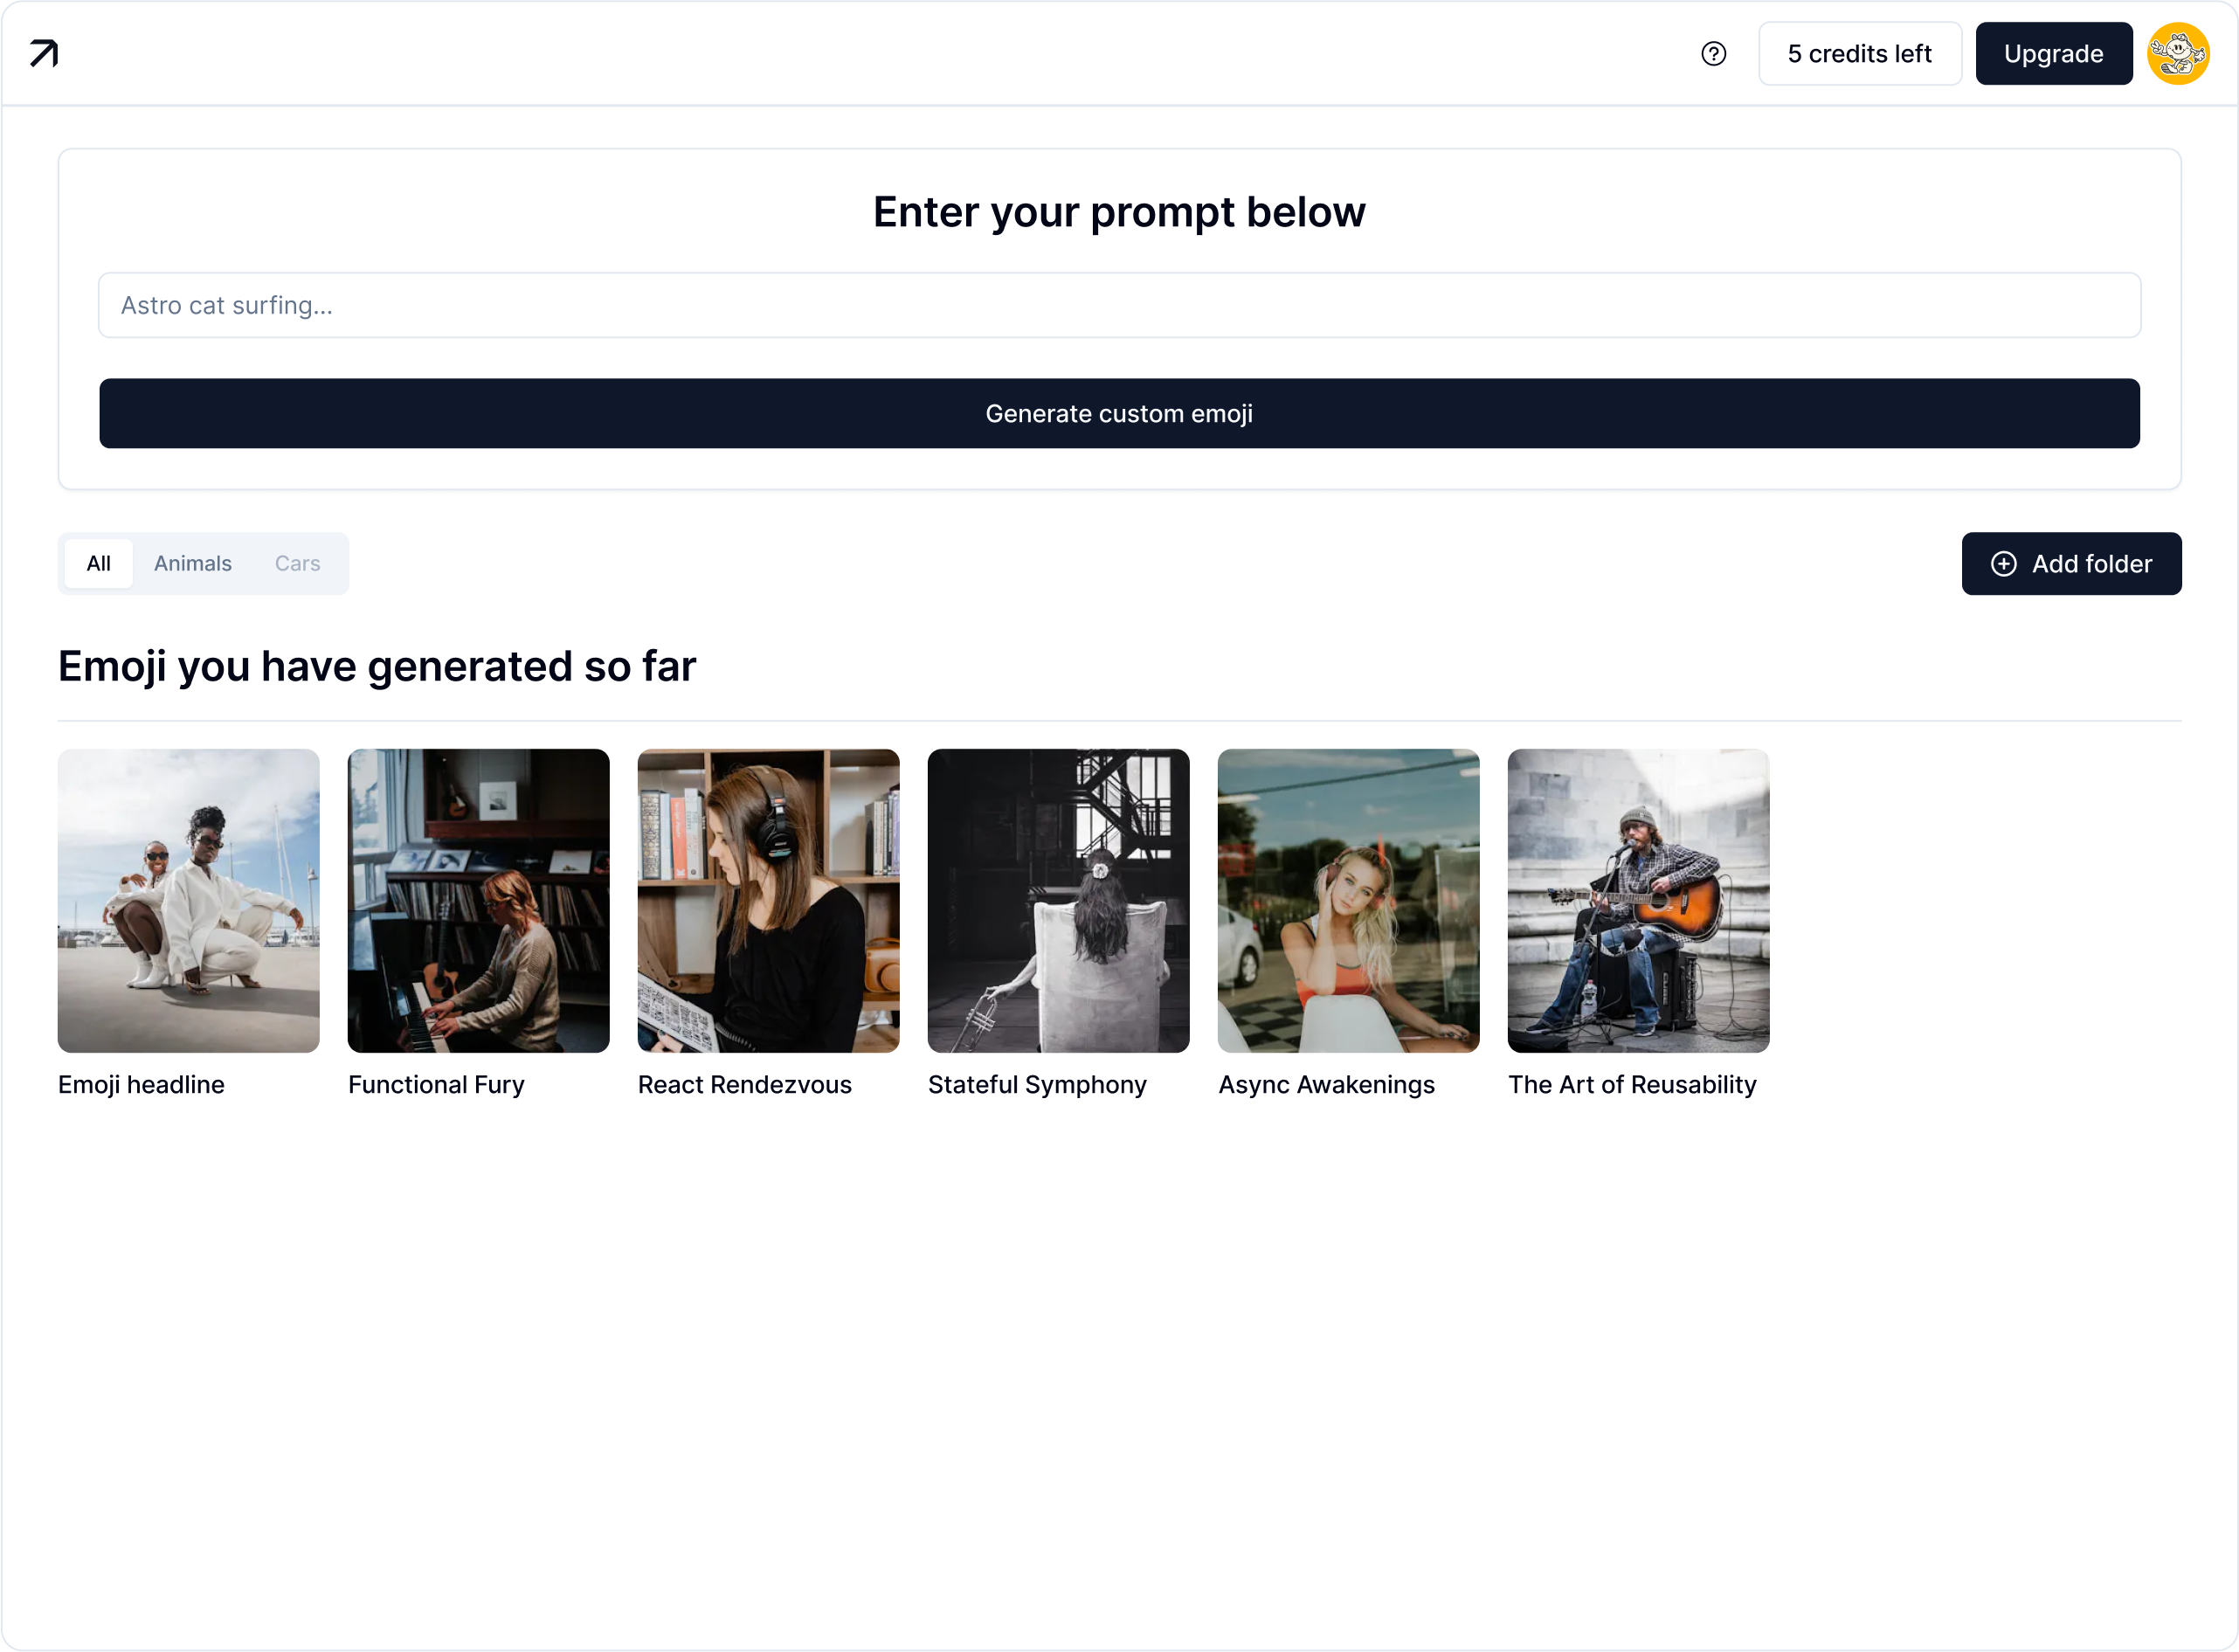 5 credits left
Upgrade
Enter your prompt below
Astro cat surfing...
Generate custom emoji
All
Animals
Cars
Add folder
Emoji you have generated so far
Emoji headline
Functional Fury
React Rendezvous
Stateful Symphony
Async Awakenings
The Art of Reusability